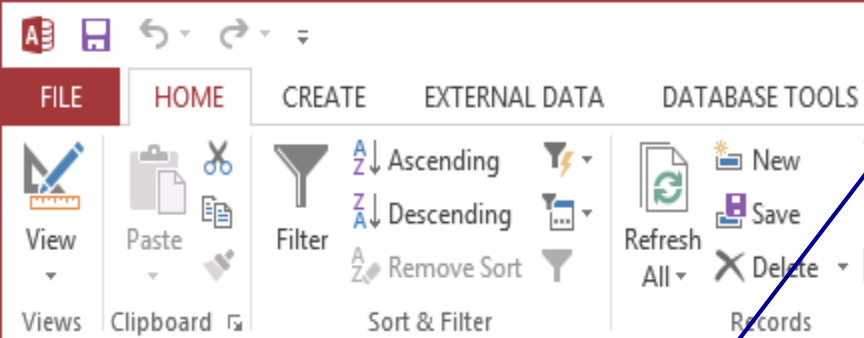 FILE HOME CREATE EXTERNAL DATA DATABASE TOOLS
View
Views
Paste
Clipboard
Filter
Ascending
Descending
Remove Sort
Sort & Filter
Refresh
All
New
Save
Delete
Records